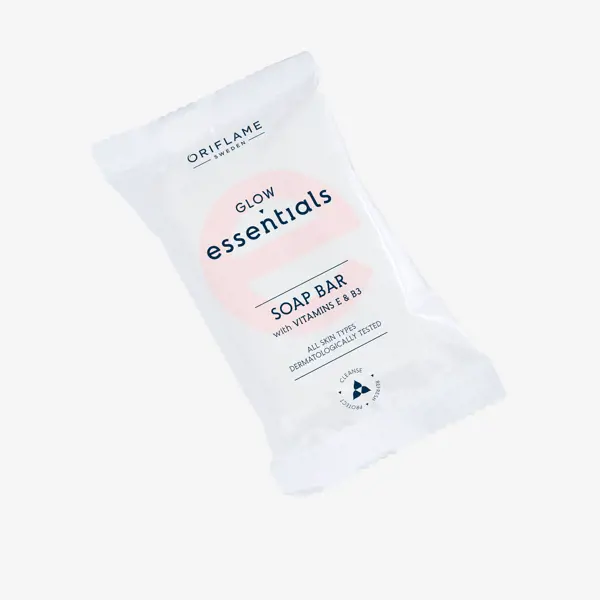 ORIFLAME
SWEDEN
GLOW
essentials
SOAP BAR
with VITAMINS E & B3
ALL SKIN TYPES
DERMATOLOGICALLY TESTED
CLEANSE
REFRESH
PROTECT